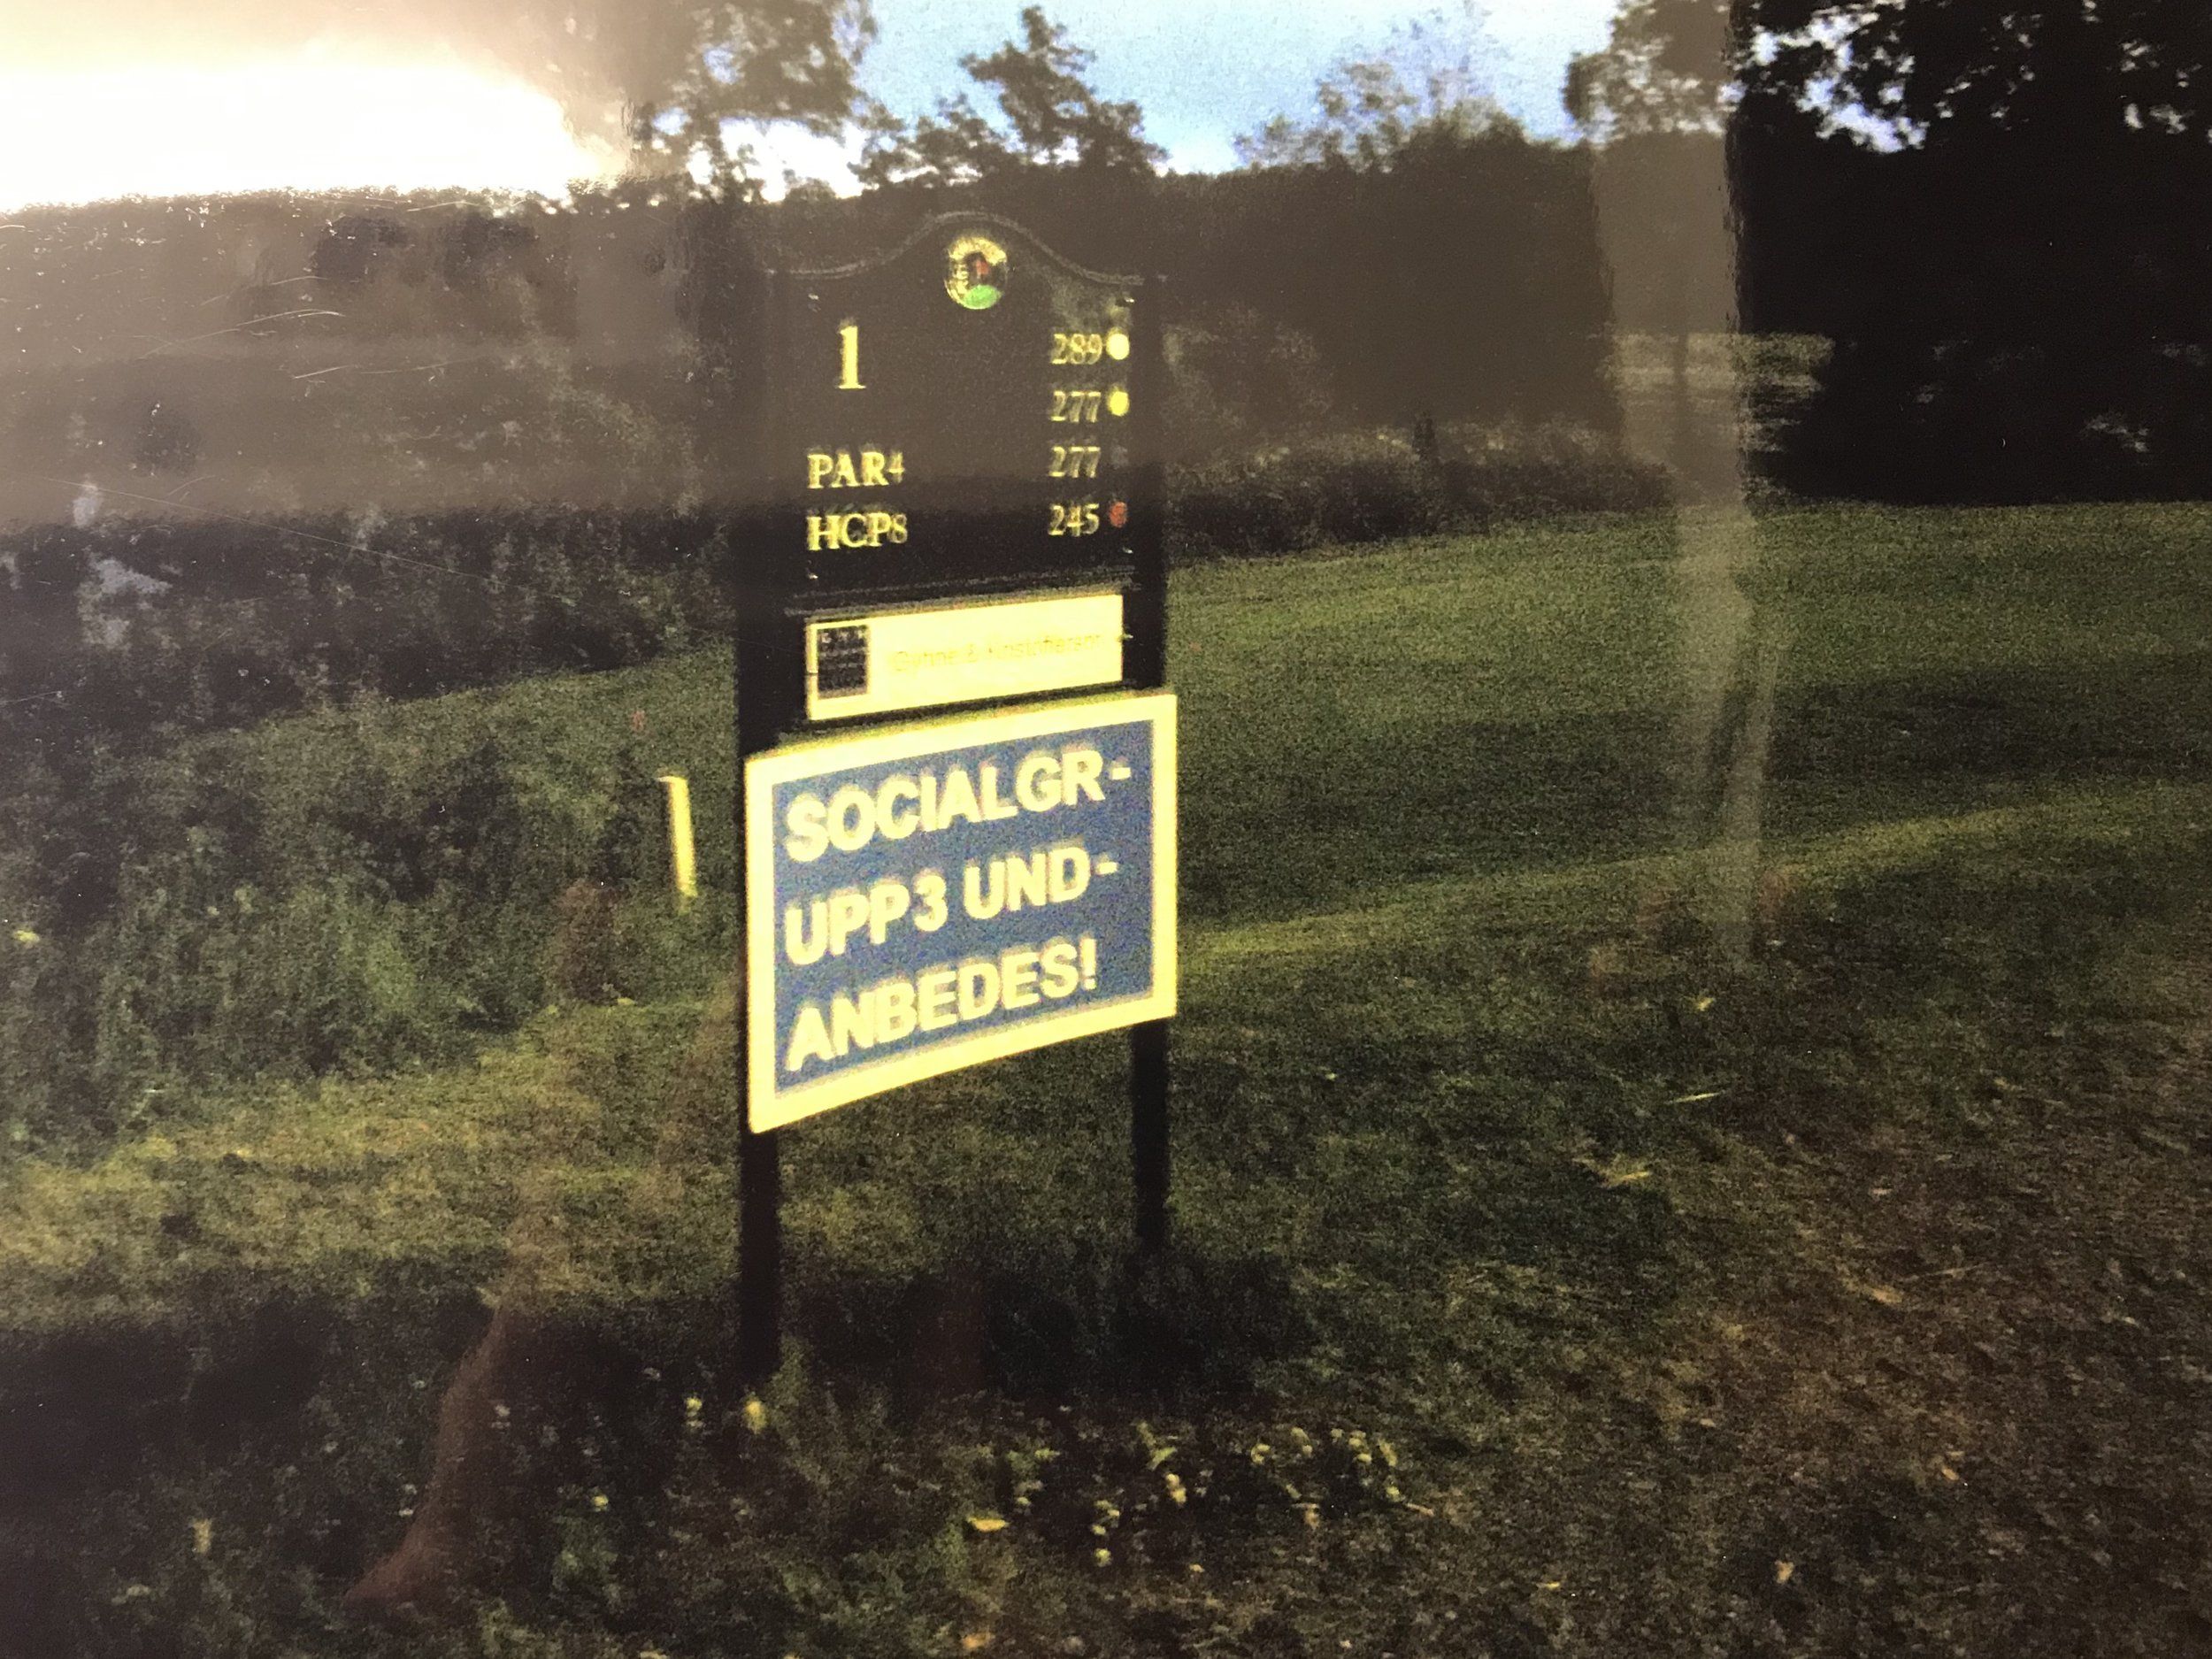 1
289
277
PAR4
277
HCP8
245
SOCIALGR-
UPP3 UND-
ANBEDES!